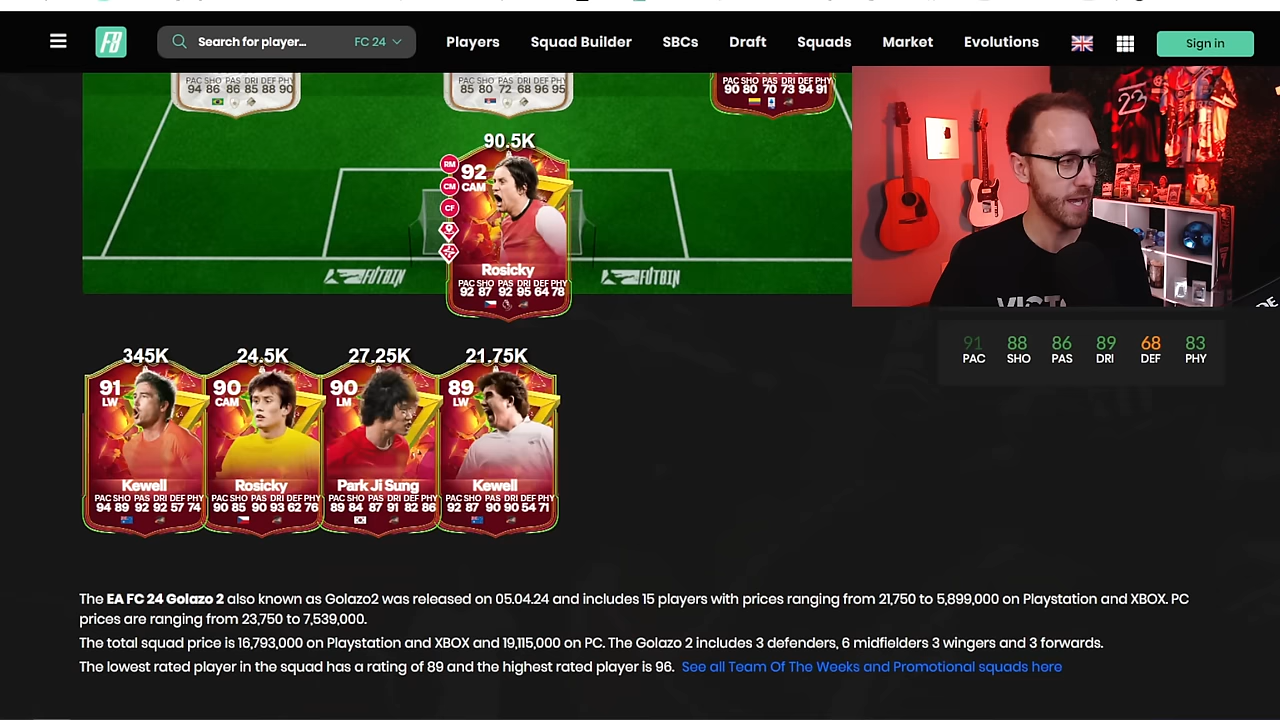 FB
Search for player...
FC 24
Players
Squad Builder
SBCs
Draft
Squads
Market
Evolutions
Sign in
PAC SHO PAS DRI DEF PHY
94 86 86 85 88 90
PAC SHO PAS DRI DEF PHY
85 80 72 68 96 95
PAC SHO PAS DRI DEF PHY
90 80 70 73 94 91
23
90.5K
RM
CM
CF
92
CAM
Rosicky
PAC SHO PAS DRI DEF PHY
92 87 92 95 64 78
FUTBIN
FUTBIN
91 88 86 89 68 83
PAC SHO PAS DRI DEF PHY
345K
91
LW
Kewell
PAC SHO PAS DRI DEF PHY
94 89 92 92 57 74
24.5K
90
CAM
Rosicky
PAC SHO PAS DRI DEF PHY
90 85 90 93 62 76
27.25K
90
LM
Park Ji Sung
PAC SHO PAS DRI DEF PHY
89 84 87 91 82 86
21.75K
89
LW
Kewell
PAC SHO PAS DRI DEF PHY
92 87 90 90 54 71
The EA FC 24 Golazo 2 also known as Golazo2 was released on 05.04.24 and includes 15 players with prices ranging from 21,750 to 5,899,000 on Playstation and XBOX. PC
prices are ranging from 23,750 to 7,539,000.
The total squad price is 16,793,000 on Playstation and XBOX and 19,115,000 on PC. The Golazo 2 includes 3 defenders, 6 midfielders 3 wingers and 3 forwards.
The lowest rated player in the squad has a rating of 89 and the highest rated player is 96. See all Team Of The Weeks and Promotional squads here